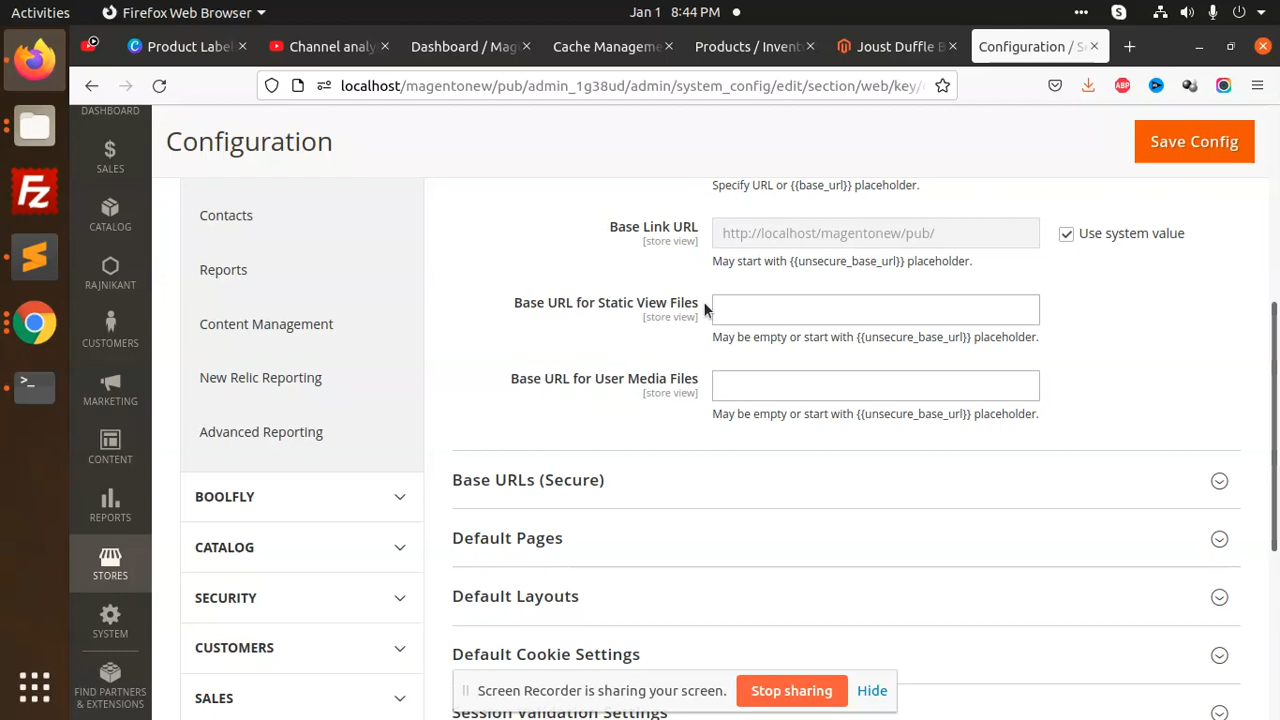 Activities
Firefox Web Browser
Jan 1 8:44 PM
Product Label
Channel analy
Dashboard / Mag
Cache Manageme
Products / Invent
Joust Duffle B
Configuration / S
localhost/magentonew/pub/admin_1g38ud/admin/system_config/edit/section/web/key/
ABP
DASHBOARD
SALES
CATALOG
RAJNIKANT
CUSTOMERS
MARKETING
CONTENT
REPORTS
STORES
SYSTEM
FIND PARTNERS
& EXTENSIONS
Configuration
Save Config
Contacts
Reports
Content Management
New Relic Reporting
Advanced Reporting
BOOLFLY
CATALOG
SECURITY
CUSTOMERS
SALES
Specify URL or {{base_url}} placeholder.
Base Link URL
[store view]
http://localhost/magentonew/pub/
Use system value
May start with {{unsecure_base_url}} placeholder.
Base URL for Static View Files
[store view]
May be empty or start with {{unsecure_base_url}} placeholder.
Base URL for User Media Files
[store view]
May be empty or start with {{unsecure_base_url}} placeholder.
Base URLs (Secure)
Default Pages
Default Layouts
Default Cookie Settings
Session Validation Settings
Screen Recorder is sharing your screen.
Stop sharing
Hide